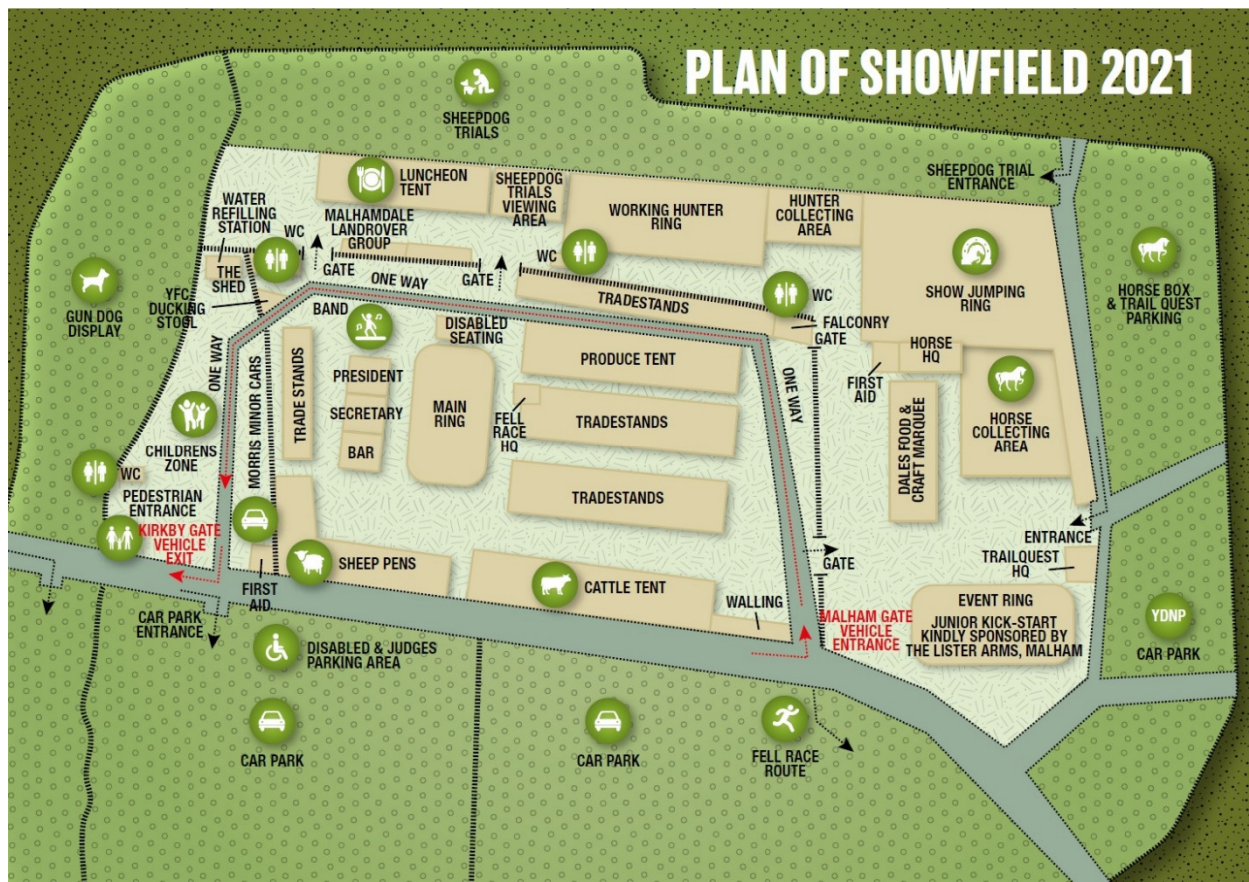 PLAN OF SHOWFIELD 2021
SHEEPDOG
TRIALS
SHEEPDOG TRIAL
ENTRANCE
LUNCHEON
TENT
SHEEPDOG
TRIALS
VIEWING
AREA
WORKING HUNTER
RING
HUNTER
COLLECTING
AREA
WATER
REFILLING
STATION
WC
MALHAMDALE
LANDROVER
GROUP
WC
GATE
GATE
ONE WAY
THE
SHED
YFC
DUCKING
STOOL
GUN DOG
DISPLAY
BAND
TRADESTANDS
WC
FALCONRY
GATE
SHOW JUMPING
RING
HORSE BOX
& TRAIL QUEST
PARKING
DISABLED
SEATING
PRODUCE TENT
HORSE
HQ
FIRST
AID
ONE WAY
ONE WAY
MORRIS MINOR CARS
TRADE STANDS
PRESIDENT
SECRETARY
BAR
MAIN
RING
FELL
RACE
HQ
TRADESTANDS
TRADESTANDS
DALES FOOD &
CRAFT MARQUEE
HORSE
COLLECTING
AREA
CHILDRENS
ZONE
WC
PEDESTRIAN
ENTRANCE
KIRKBY GATE
VEHICLE
EXIT
FIRST
AID
SHEEP PENS
CATTLE TENT
WALLING
GATE
ENTRANCE
TRAILQUEST
HQ
MALHAM GATE
VEHICLE
ENTRANCE
EVENT RING
JUNIOR KICK-START
KINDLY SPONSORED BY
THE LISTER ARMS, MALHAM
YDNP
CAR PARK
CAR PARK
ENTRANCE
DISABLED & JUDGES
PARKING AREA
CAR PARK
CAR PARK
FELL RACE
ROUTE